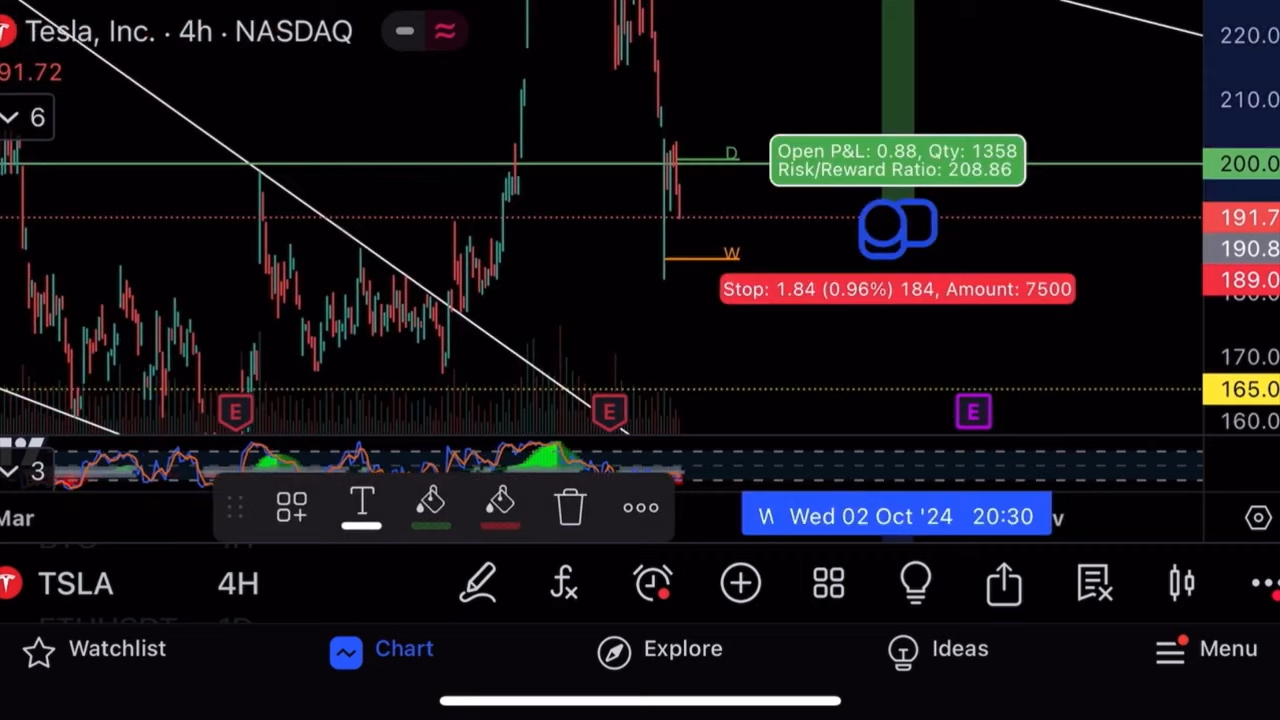 Tesla, Inc. · 4h · NASDAQ
91.72
6
220.0
210.0
D
Open P&L: 0.88, Qty: 1358
Risk/Reward Ratio: 208.86
200.0
191.7
W
190.8
189.0
Stop: 1.84 (0.96%) 184, Amount: 7500
170.0
165.0
E
E
E
160.0
3
Mar
T
W Wed 02 Oct '24 20:30
TSLA
4H
Watchlist
Chart
Explore
Ideas
Menu